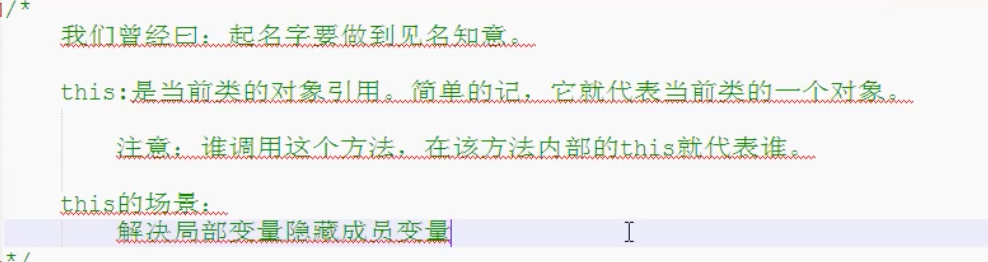 /*
我们曾经曰：起名字要做到见名知意。
this:是当前类的对象引用。简单的记，它就代表当前类的一个对象。
注意：谁调用这个方法，在该方法内部的this就代表谁。
this的场景：
解决局部变量隐藏成员变量
*/